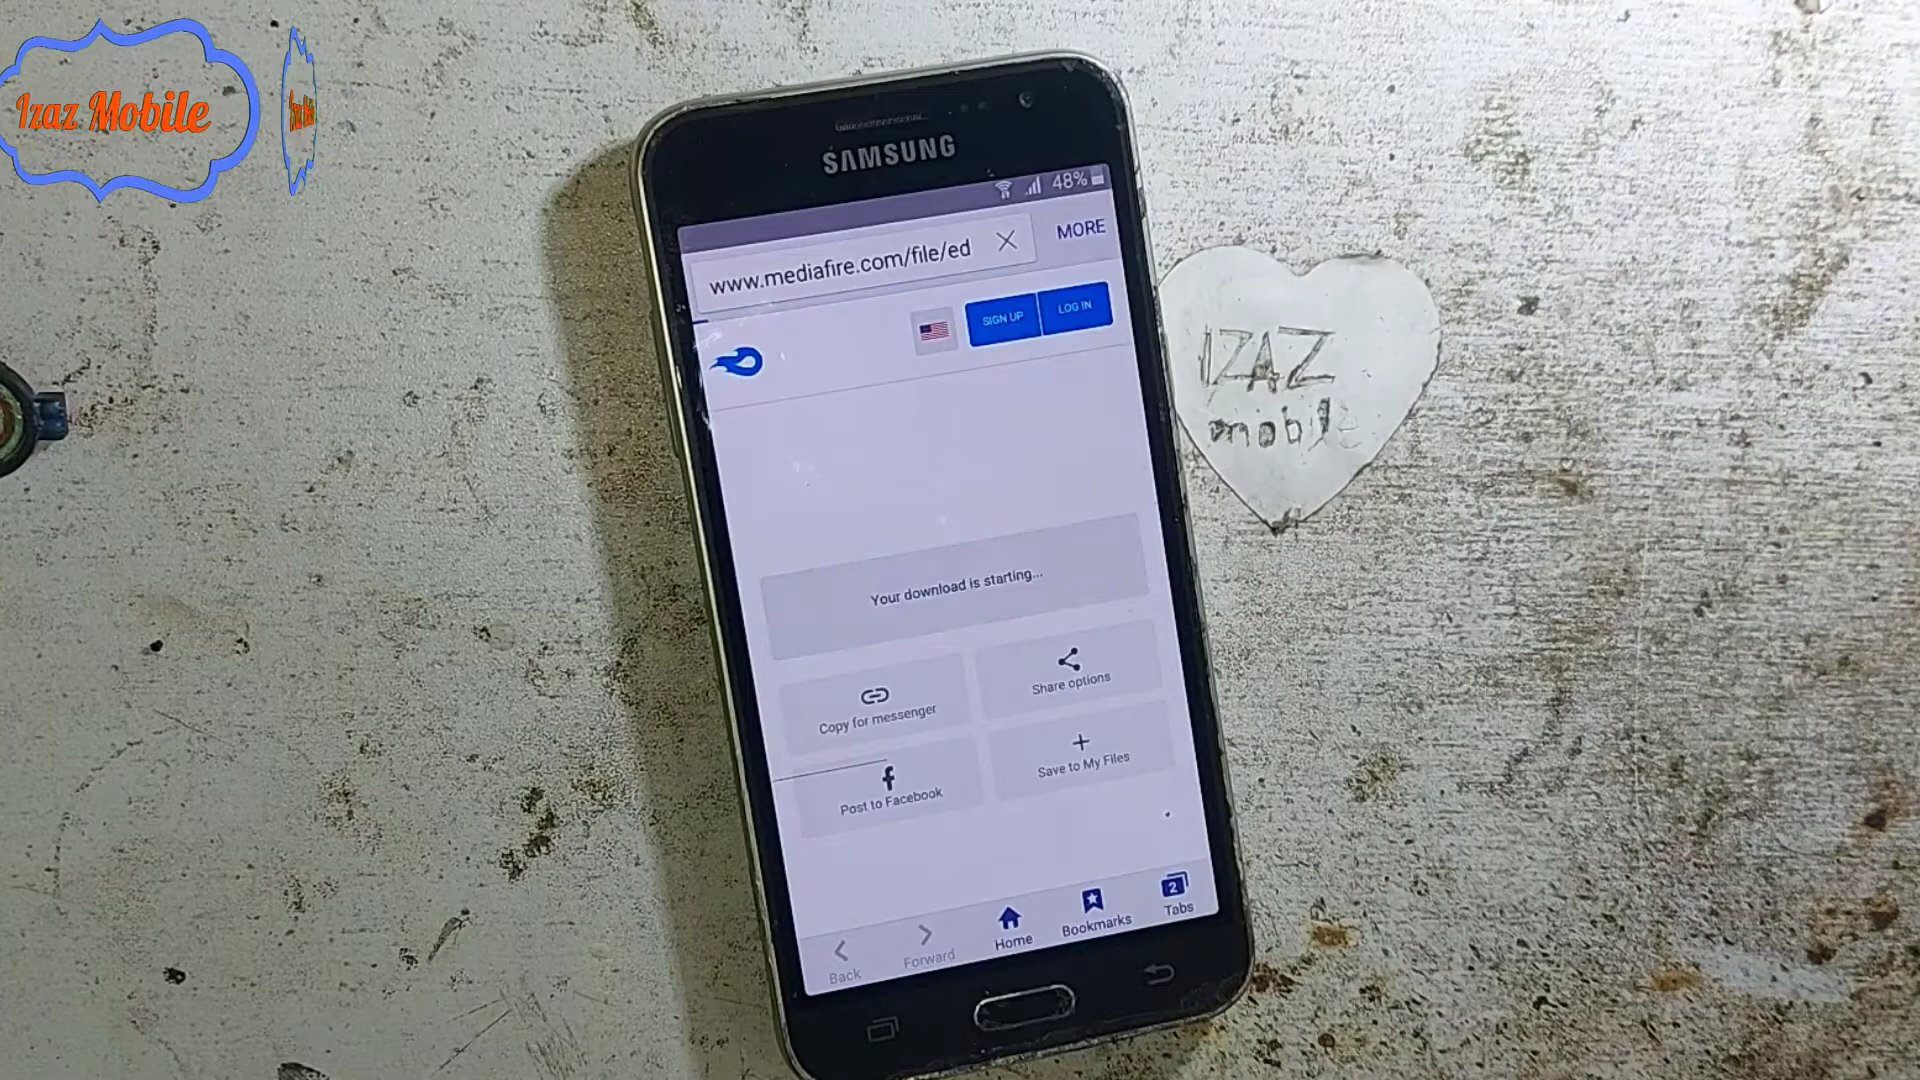 Izaz Mobile
SAMSUNG
48%
www.mediafire.com/file/ed
MORE
SIGN UP
LOG IN
IZAZ
mobile
Your download is starting...
Copy for messenger
Share options
Post to Facebook
Save to My Files
Back
Forward
Home
Bookmarks
2
Tabs